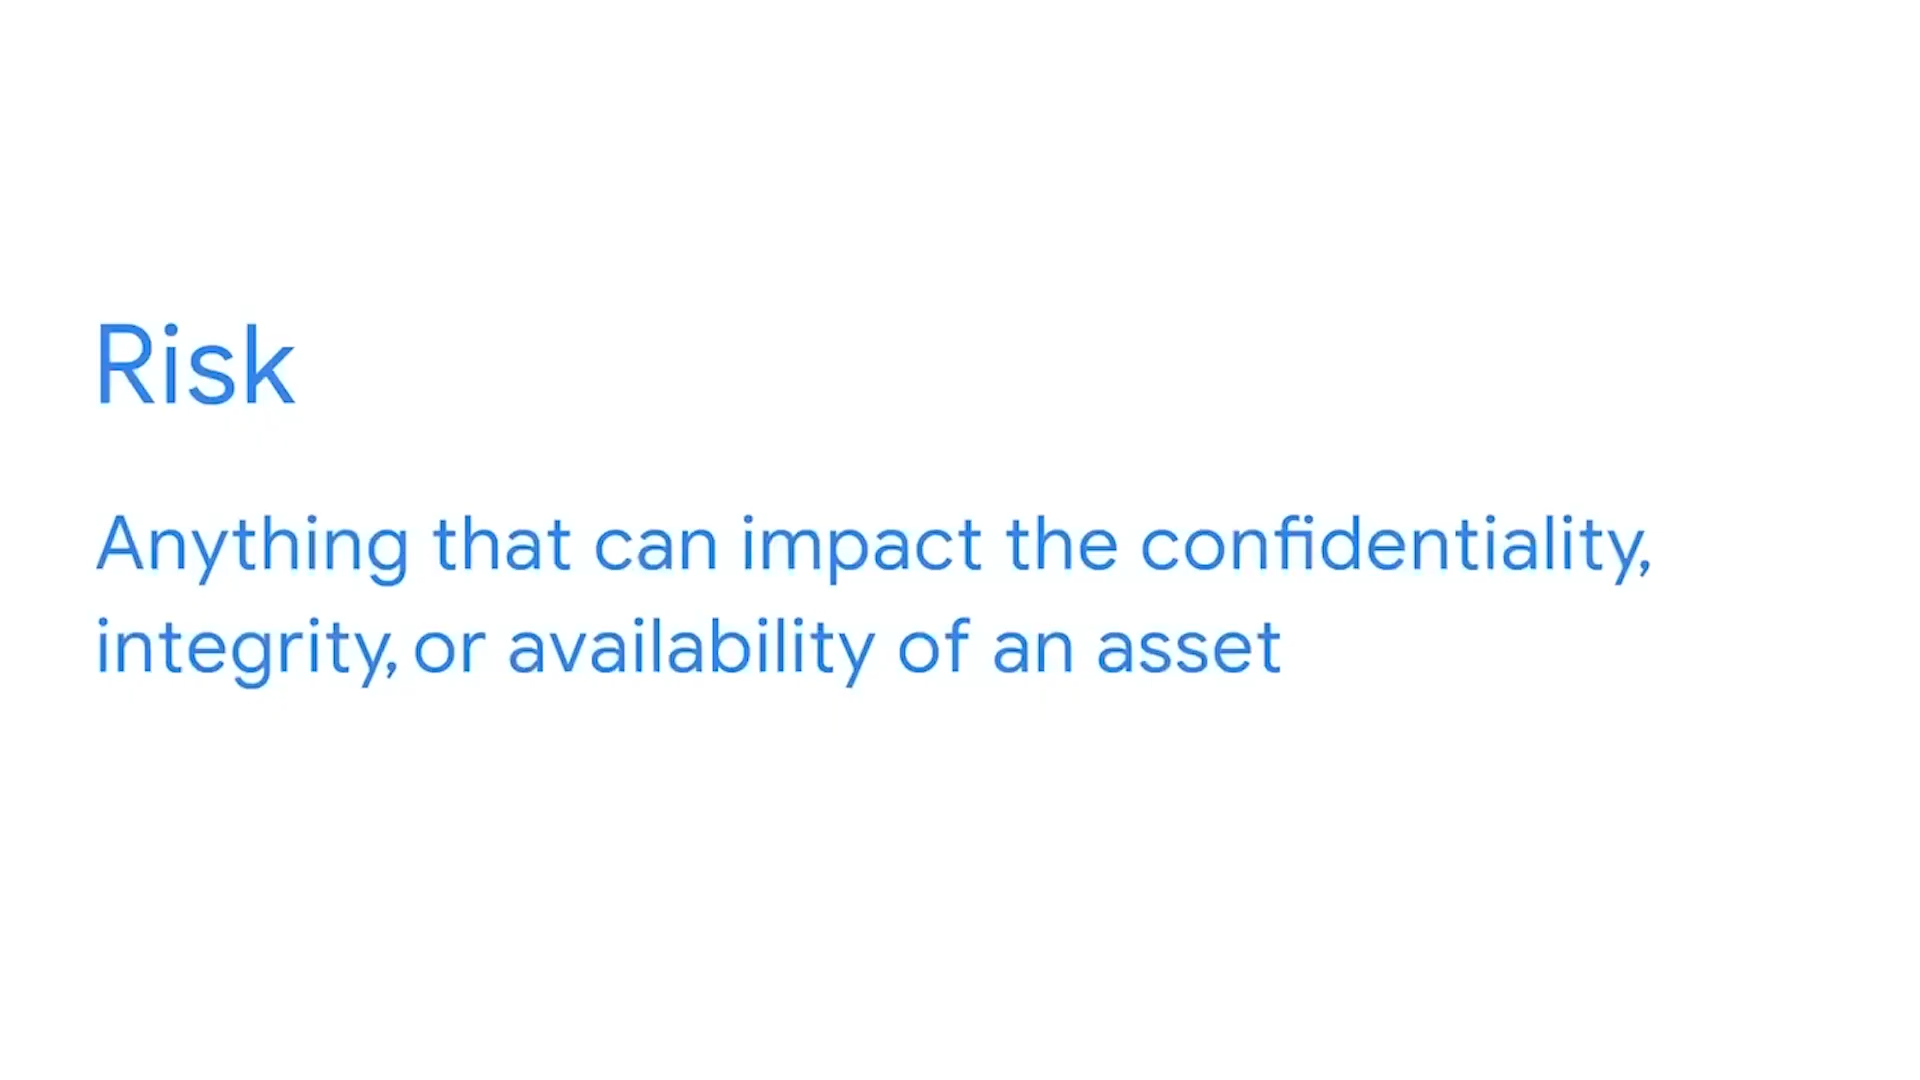 Risk
Anything that can impact the confidentiality,
integrity, or availability of an asset